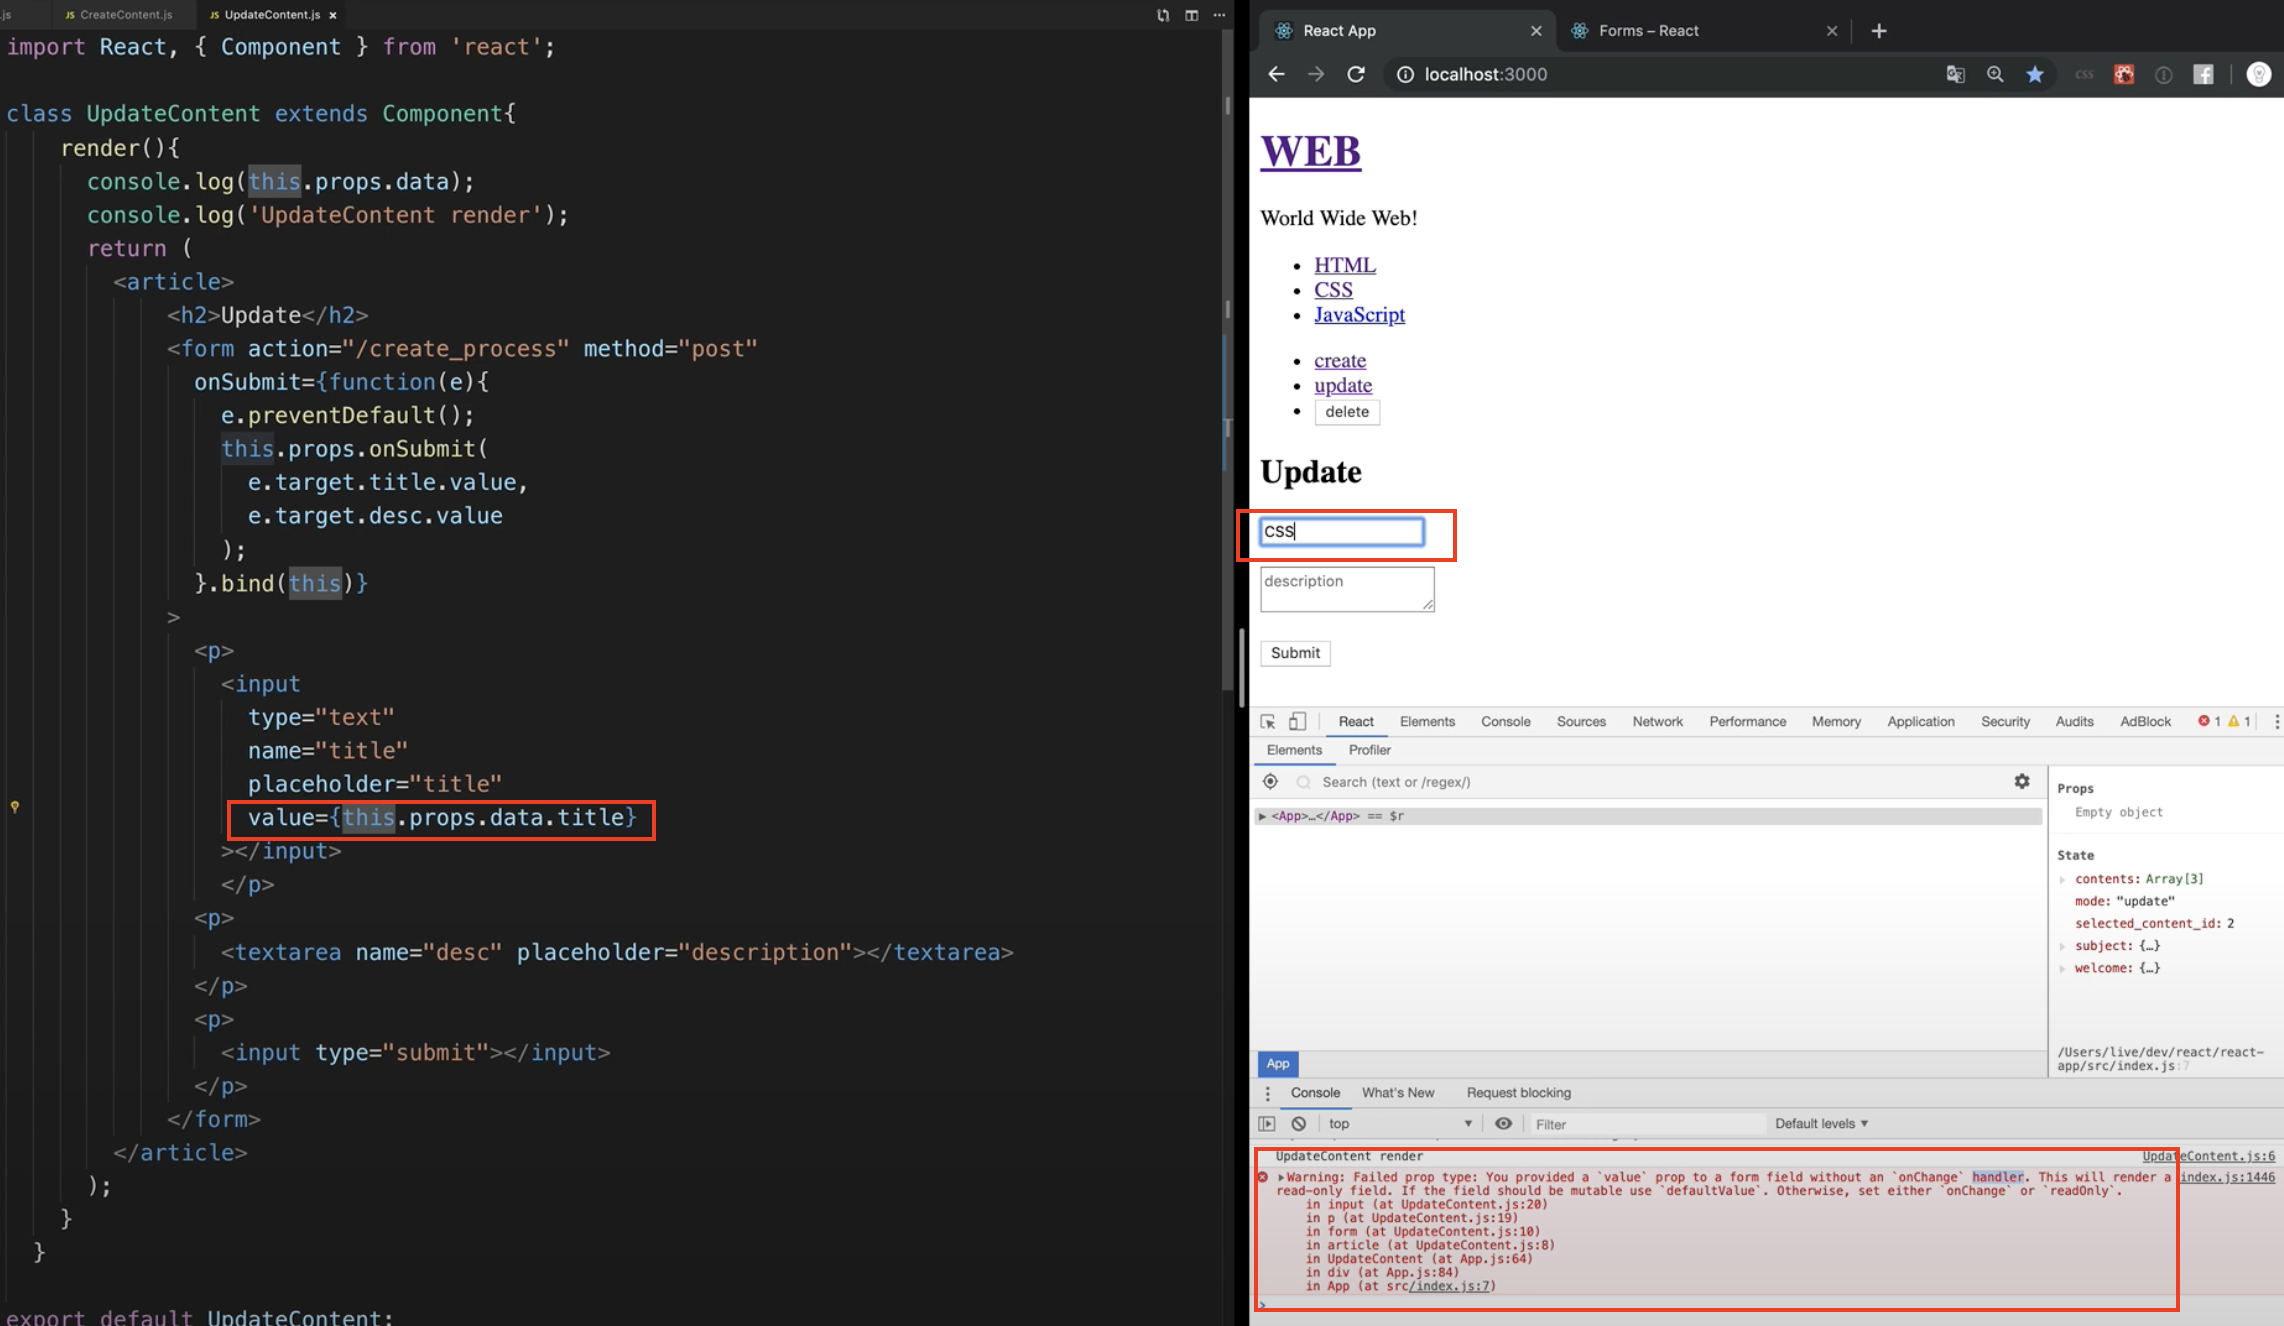 .js
JS CreateContent.js
JS UpdateContent.js ×
import React, { Component } from 'react';
class UpdateContent extends Component{
render(){
console.log(this.props.data);
console.log('UpdateContent render');
return (
<article>
<h2>Update</h2>
<form action="/create_process" method="post"
onSubmit={function(e){
e.preventDefault();
this.props.onSubmit(
e.target.title.value,
e.target.desc.value
);
}.bind(this)}
>
<p>
<input
type="text"
name="title"
placeholder="title"
value={this.props.data.title}
></input>
</p>
<p>
<textarea name="desc" placeholder="description"></textarea>
</p>
<p>
<input type="submit"></input>
</p>
</form>
</article>
);
}
}
export default UpdateContent;
React App
Forms – React
localhost:3000
css
WEB
World Wide Web!
• HTML
• CSS
• JavaScript
• create
• update
• delete
Update
CSS
description
Submit
React Elements Console Sources Network Performance Memory Application Security Audits AdBlock 1 1
Elements Profiler
Search (text or /regex/)
<App>…</App> == $r
Props
Empty object
State
contents: Array[3]
mode: "update"
selected_content_id: 2
subject: {…}
welcome: {…}
/Users/live/dev/react/react-
app/src/index.js:7
App
Console What's New Request blocking
top
Filter
Default levels ▼
UpdateContent render UpdateContent.js:6
Warning: Failed prop type: You provided a `value` prop to a form field without an `onChange` handler. This will render a index.js:1446
read-only field. If the field should be mutable use `defaultValue`. Otherwise, set either `onChange` or `readOnly`.
in input (at UpdateContent.js:20)
in p (at UpdateContent.js:19)
in form (at UpdateContent.js:10)
in article (at UpdateContent.js:8)
in UpdateContent (at App.js:64)
in div (at App.js:84)
in App (at src/index.js:7)
>